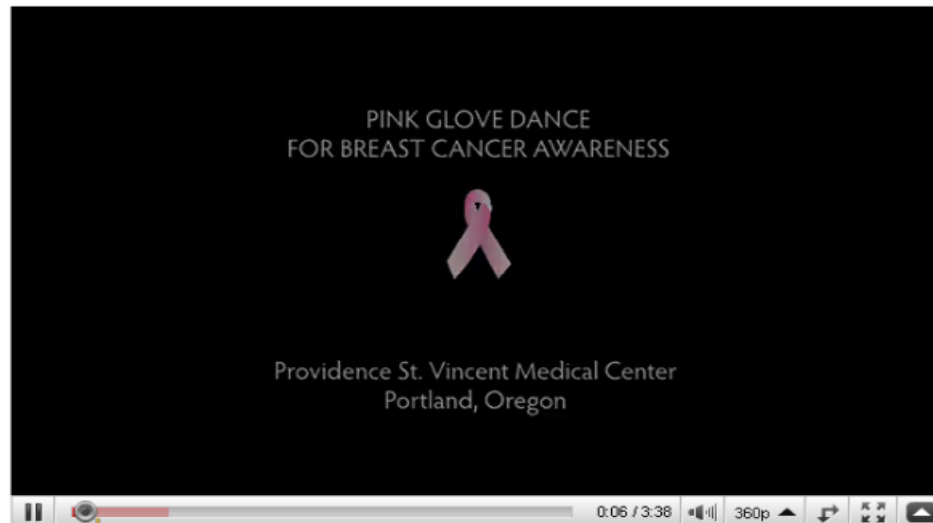 PINK GLOVE DANCE
FOR BREAST CANCER AWARENESS
Providence St. Vincent Medical Center
Portland, Oregon
0:06 / 3:38 360p